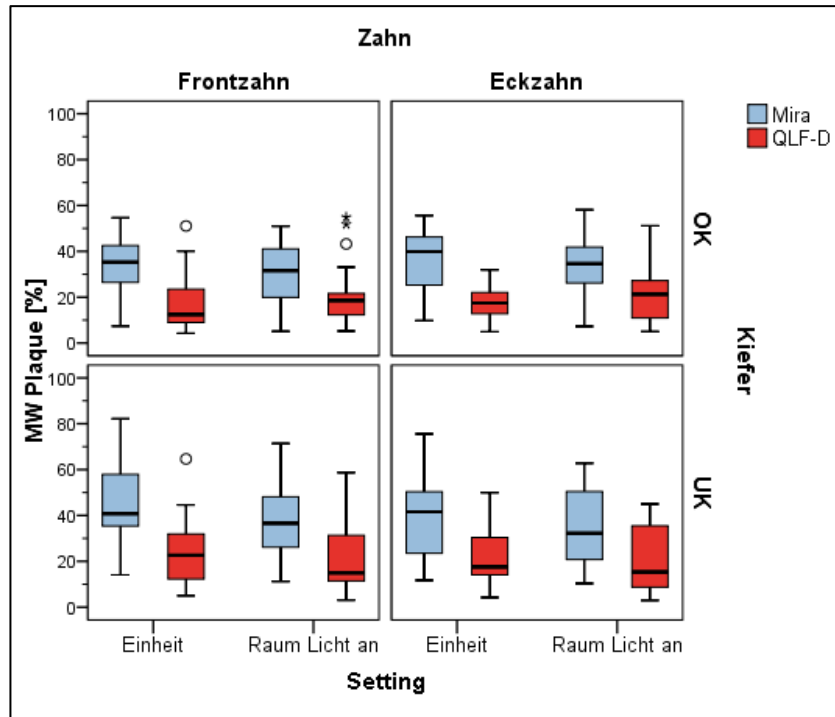 Zahn
Frontzahn
Eckzahn
Mira
QLF-D
100
80
60
40
20
0
OK
100
80
60
40
20
0
UK
MW Plaque [%]
Kiefer
Einheit
Raum Licht an
Einheit
Raum Licht an
Setting